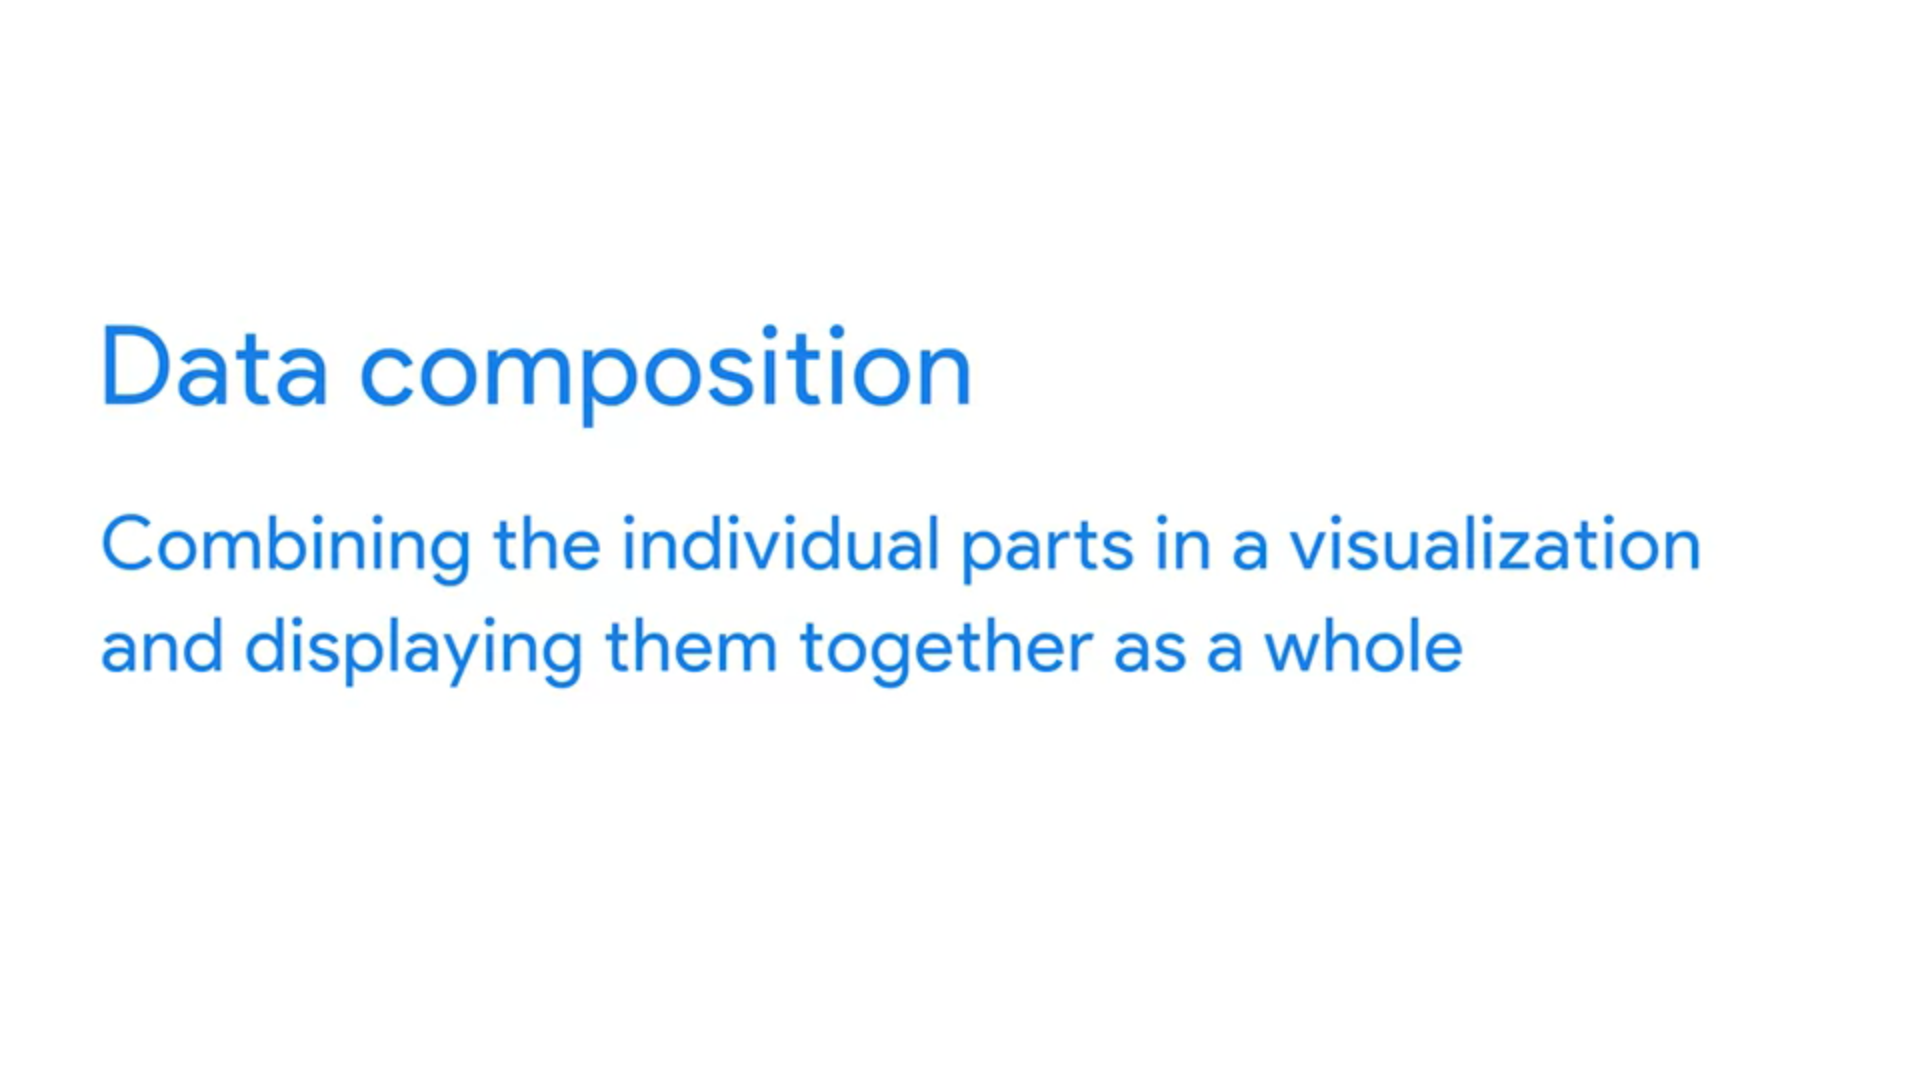 Data composition
Combining the individual parts in a visualization
and displaying them together as a whole